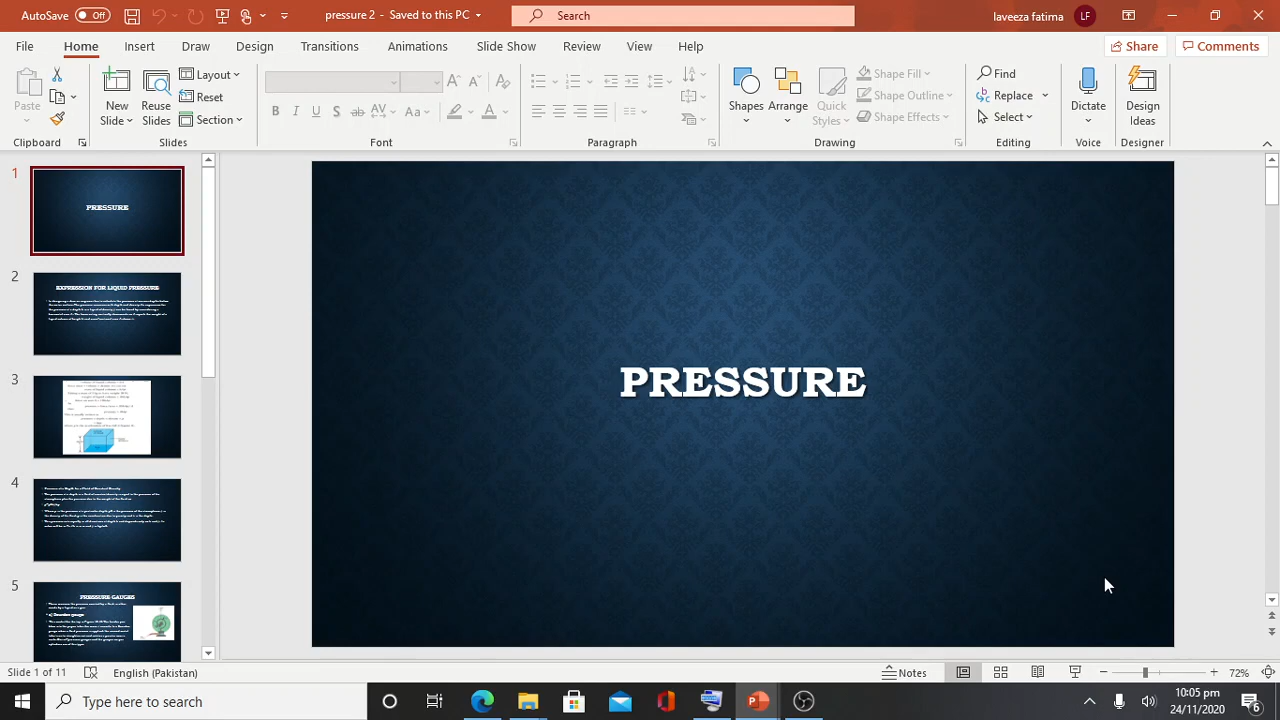 AutoSave Off pressure 2 - Saved to this PC Search laveeza fatima LF
File Home Insert Draw Design Transitions Animations Slide Show Review View Help Share Comments
Paste New Slide Reuse Slides Layout Reset Section
B I U S ab AV Aa A
Shapes Arrange Quick Styles Shape Fill Shape Outline Shape Effects
Find Replace Select Dictate Design Ideas
Clipboard Slides Font Paragraph Drawing Editing Voice Designer
1
PRESSURE
2
EXPRESSION FOR LIQUID PRESSURE
3
4
5
PRESSURE GAUGES
PRESSURE
Slide 1 of 11 English (Pakistan) Notes 72%
Type here to search
10:05 pm
24/11/2020
6